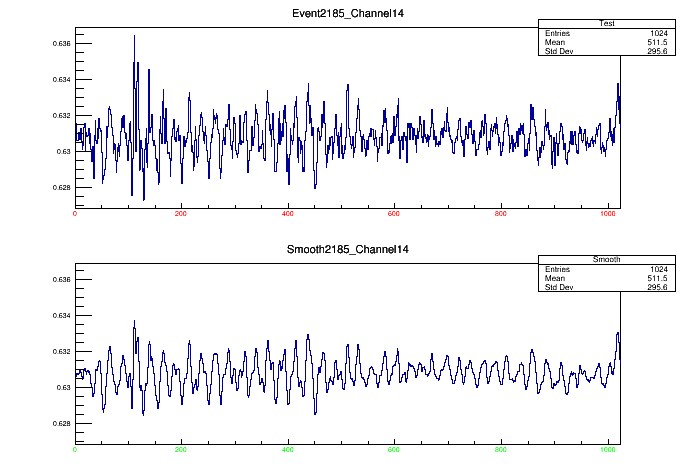 Event2185_Channel14
Test
Entries 1024
Mean 511.5
Std Dev 295.6
0.636
0.634
0.632
0.63
0.628
0 200 400 600 800 1000
Smooth2185_Channel14
Smooth
Entries 1024
Mean 511.5
Std Dev 295.6
0.636
0.634
0.632
0.63
0.628
0 200 400 600 800 1000